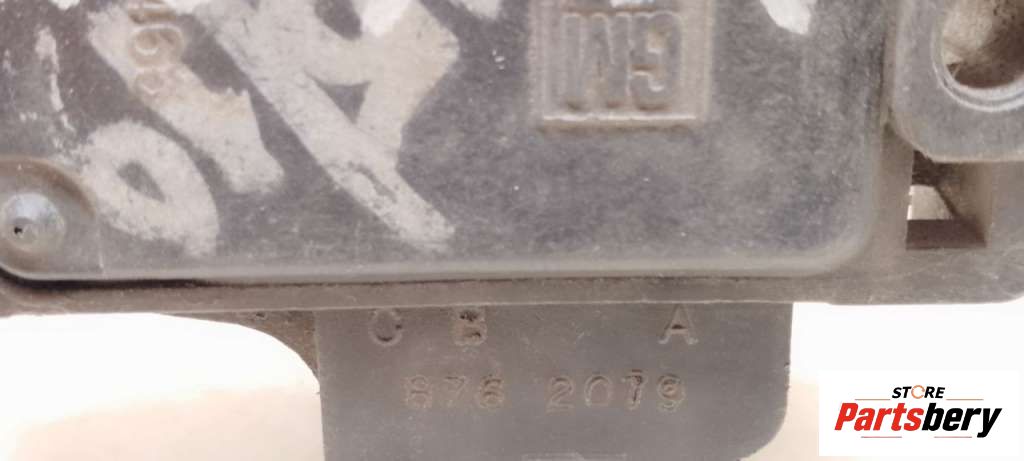 GM
C B A
876 2079
STORE
Partsbery